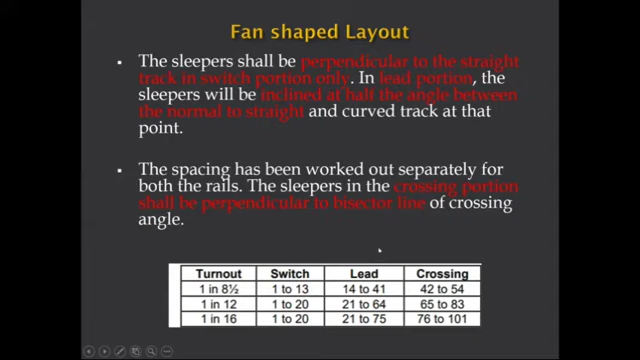 Fan shaped Layout
The sleepers shall be perpendicular to the straight
track in switch portion only. In lead portion, the
sleepers will be inclined at half the angle between
the normal to straight and curved track at that
point.
The spacing has been worked out separately for
both the rails. The sleepers in the crossing portion
shall be perpendicular to bisector line of crossing
angle.
Turnout Switch Lead Crossing
1 in 8½ 1 to 13 14 to 41 42 to 54
1 in 12 1 to 20 21 to 64 65 to 83
1 in 16 1 to 20 21 to 75 76 to 101